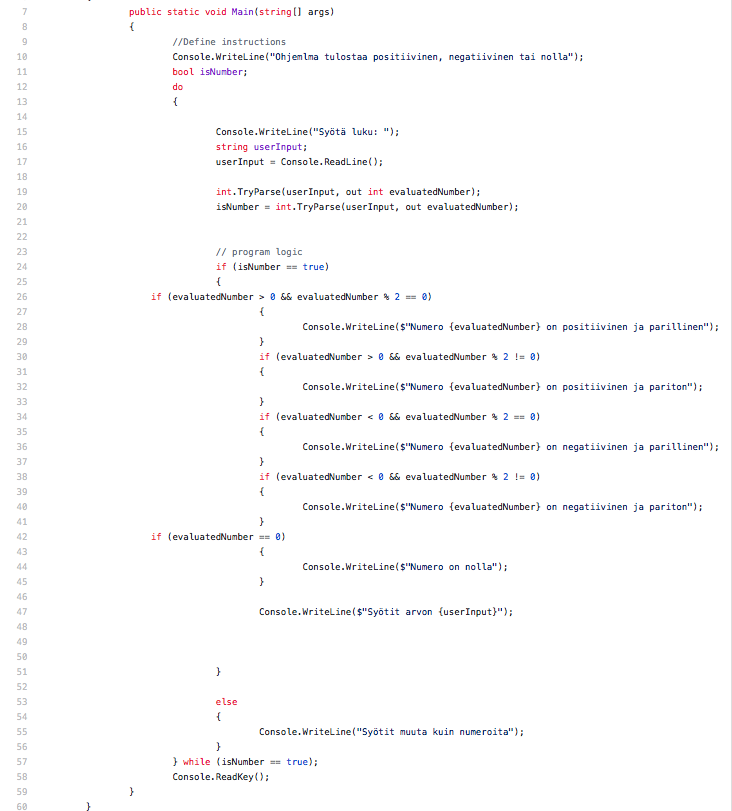 7 public static void Main(string[] args)
8 {
9 //Define instructions
10 Console.WriteLine("Ohjemlma tulostaa positiivinen, negatiivinen tai nolla");
11 bool isNumber;
12 do
13 {
14
15 Console.WriteLine("Syötä luku: ");
16 string userInput;
17 userInput = Console.ReadLine();
18
19 int.TryParse(userInput, out int evaluatedNumber);
20 isNumber = int.TryParse(userInput, out evaluatedNumber);
21
22
23 // program logic
24 if (isNumber == true)
25 {
26 if (evaluatedNumber > 0 && evaluatedNumber % 2 == 0)
27 {
28 Console.WriteLine($"Numero {evaluatedNumber} on positiivinen ja parillinen");
29 }
30 if (evaluatedNumber > 0 && evaluatedNumber % 2 != 0)
31 {
32 Console.WriteLine($"Numero {evaluatedNumber} on positiivinen ja pariton");
33 }
34 if (evaluatedNumber < 0 && evaluatedNumber % 2 == 0)
35 {
36 Console.WriteLine($"Numero {evaluatedNumber} on negatiivinen ja parillinen");
37 }
38 if (evaluatedNumber < 0 && evaluatedNumber % 2 != 0)
39 {
40 Console.WriteLine($"Numero {evaluatedNumber} on negatiivinen ja pariton");
41 }
42 if (evaluatedNumber == 0)
43 {
44 Console.WriteLine($"Numero on nolla");
45 }
46
47 Console.WriteLine($"Syötit arvon {userInput}");
48
49
50
51 }
52
53 else
54 {
55 Console.WriteLine("Syötit muuta kuin numeroita");
56 }
57 } while (isNumber == true);
58 Console.ReadKey();
59 }
60 }